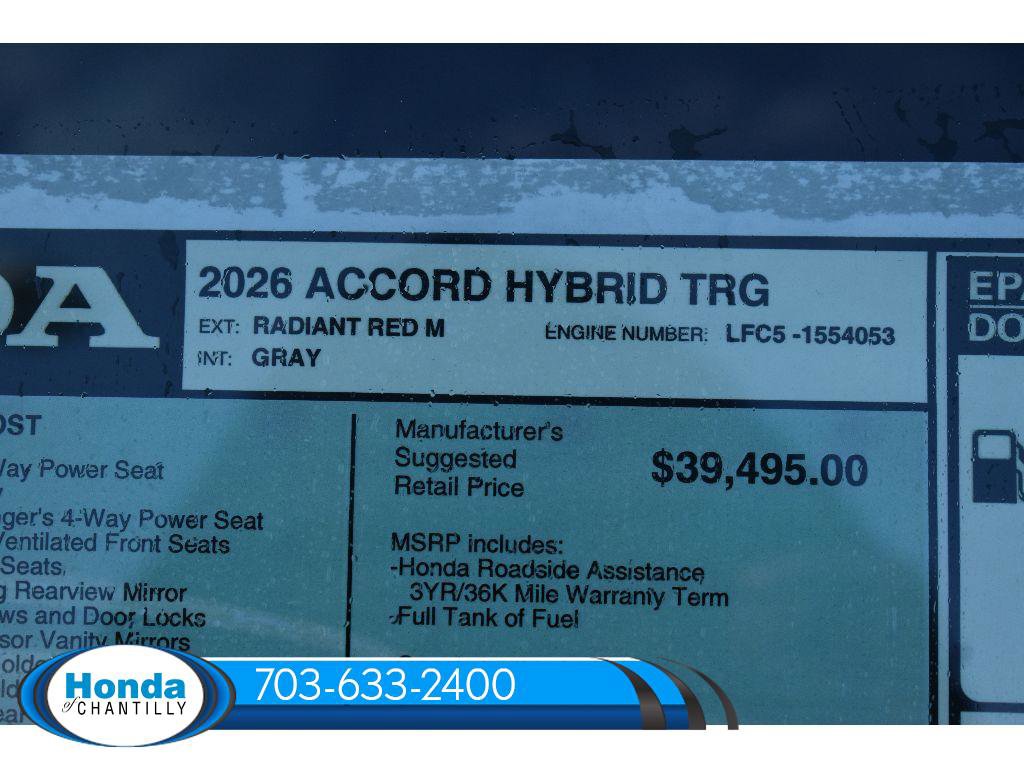 DA
2026 ACCORD HYBRID TRG
EXT: RADIANT RED M
ENGINE NUMBER: LFC5 -1554053
INT: GRAY
EPA
DO
OST
Way Power Seat
ger's 4-Way Power Seat
Ventilated Front Seats
Seats,
g Rearview Mirror
ws and Door Locks
sor Vanity Mirrors
Manufacturer's
Suggested
Retail Price
$39,495.00
MSRP includes:
-Honda Roadside Assistance
3YR/36K Mile Warranty Term
-Full Tank of Fuel
Honda
of CHANTILLY
703-633-2400